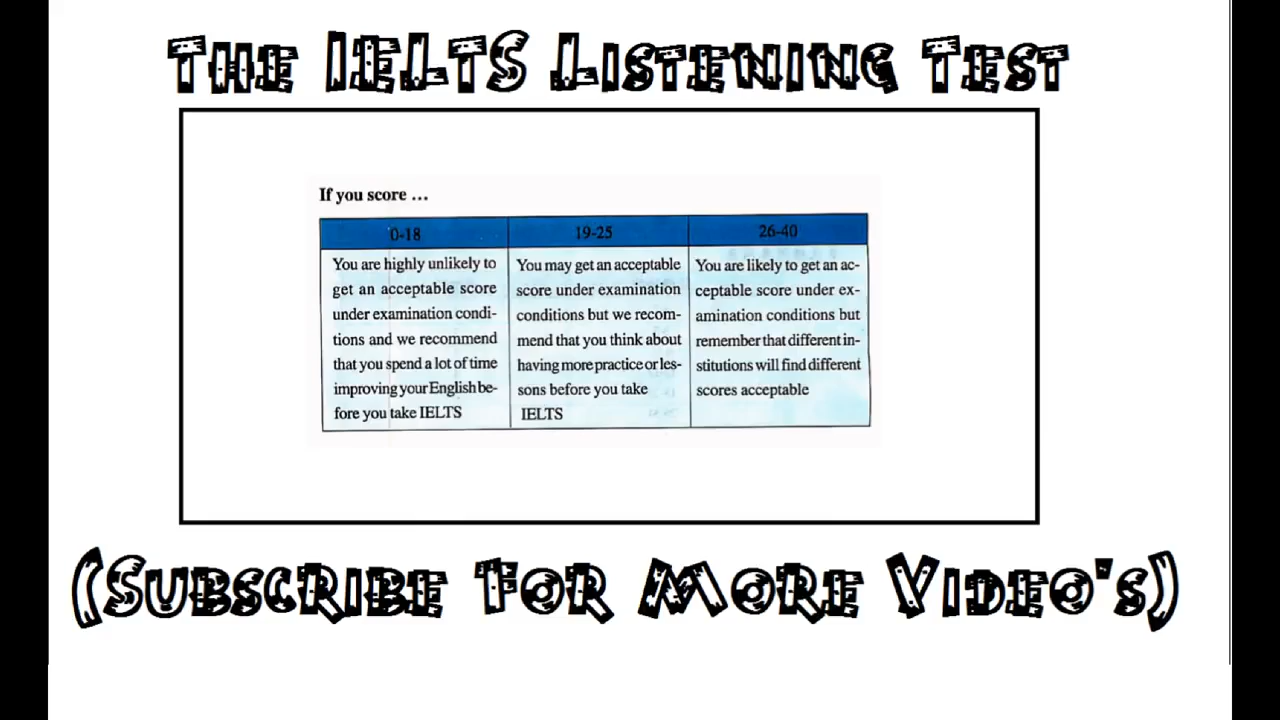 The IELTS Listening Test
If you score ...
0-18
You are highly unlikely to
get an acceptable score
under examination condi-
tions and we recommend
that you spend a lot of time
improving your English be-
fore you take IELTS
19-25
You may get an acceptable
score under examination
conditions but we recom-
mend that you think about
having more practice or les-
sons before you take
IELTS
26-40
You are likely to get an ac-
ceptable score under ex-
amination conditions but
remember that different in-
stitutions will find different
scores acceptable
(Subscribe For More Video's)